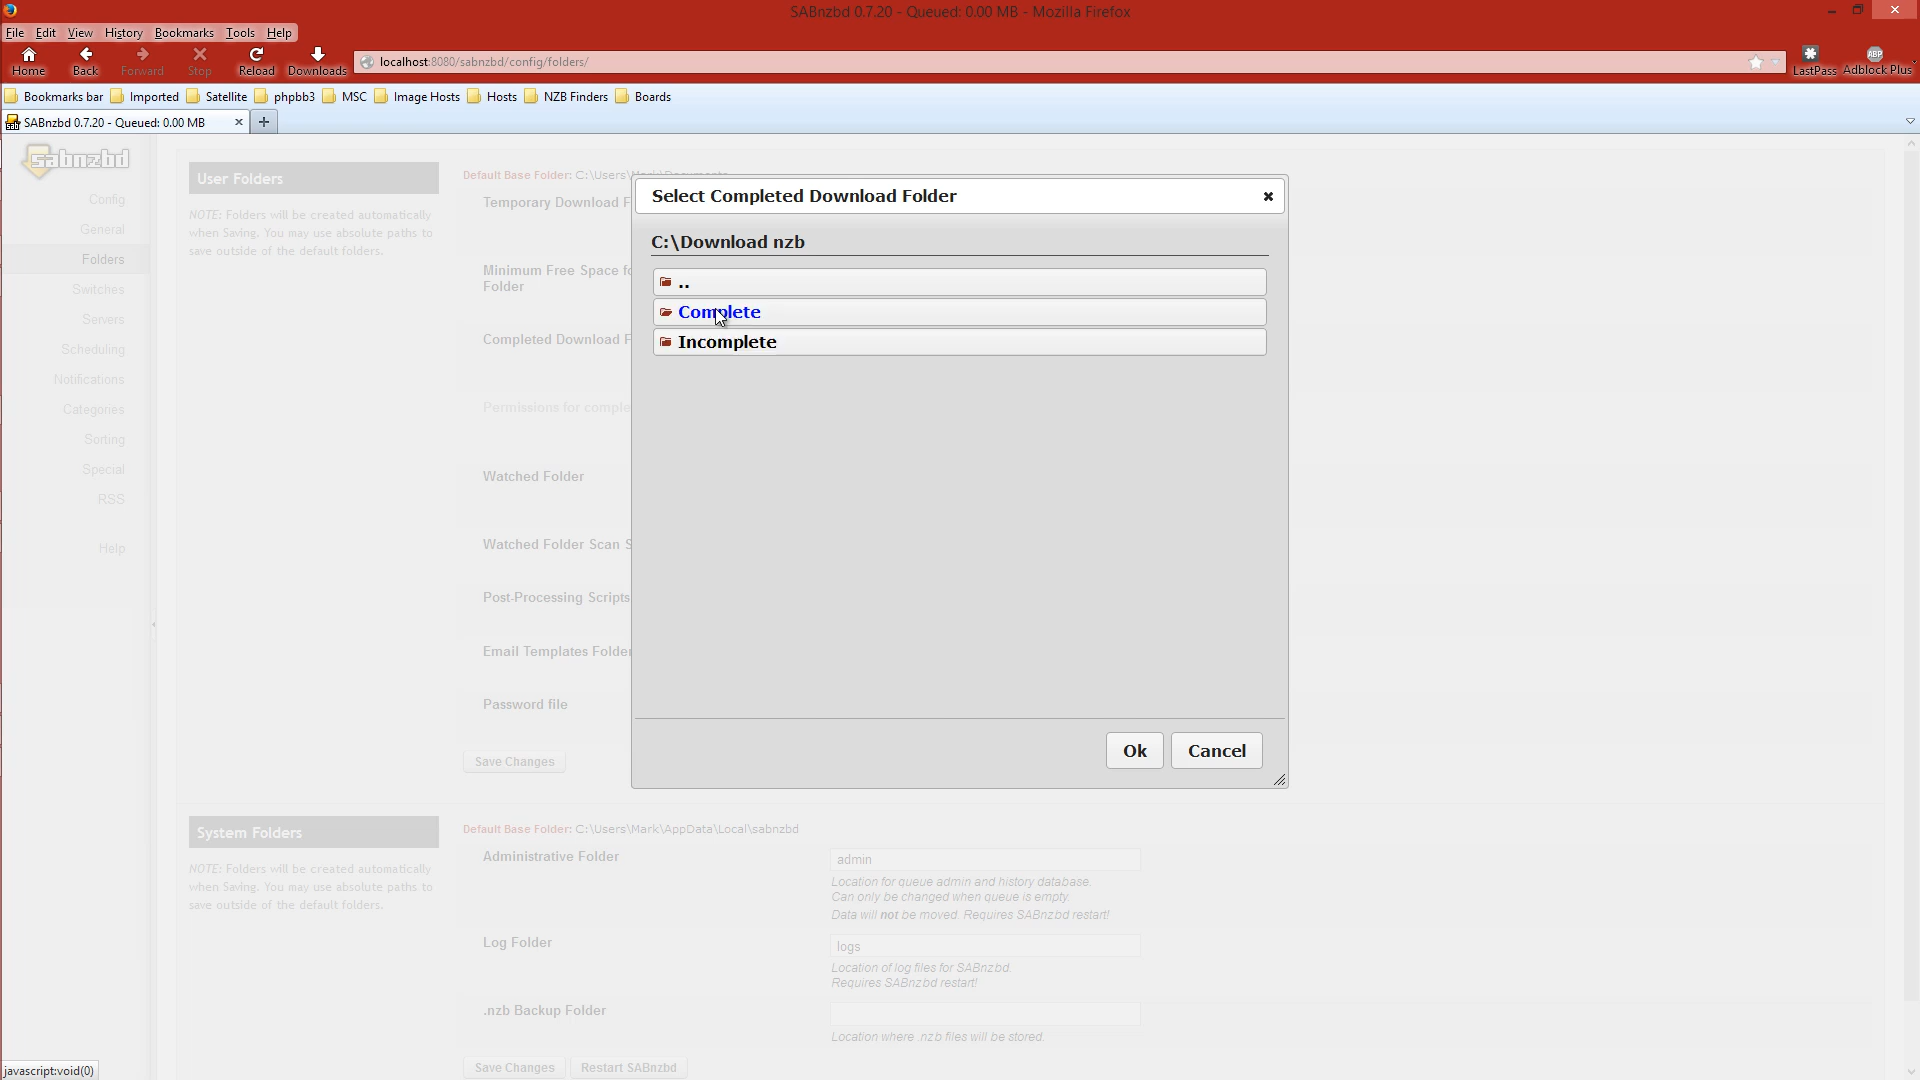 SABnzbd 0.7.20 - Queued: 0.00 MB - Mozilla Firefox
File Edit View History Bookmarks Tools Help
Home Back Forward Stop Reload Downloads
localhost:8080/sabnzbd/config/folders/
LastPass Adblock Plus
ABP
Bookmarks bar Imported Satellite phpbb3 MSC Image Hosts Hosts NZB Finders Boards
SABnzbd 0.7.20 - Queued: 0.00 MB
sabnzbd
Config
General
Folders
Switches
Servers
Scheduling
Notifications
Categories
Sorting
Special
RSS
Help
User Folders
NOTE: Folders will be created automatically
when Saving. You may use absolute paths to
save outside of the default folders.
Default Base Folder: C:\Users\Mark\Documents
Temporary Download F
Minimum Free Space fo
Folder
Completed Download F
Permissions for comple
Watched Folder
Watched Folder Scan S
Post-Processing Scripts
Email Templates Folder
Password file
Save Changes
Select Completed Download Folder
C:\Download nzb
..
Complete
Incomplete
Ok Cancel
System Folders
NOTE: Folders will be created automatically
when Saving. You may use absolute paths to
save outside of the default folders.
Default Base Folder: C:\Users\Mark\AppData\Local\sabnzbd
Administrative Folder
admin
Location for queue admin and history database.
Can only be changed when queue is empty.
Data will not be moved. Requires SABnzbd restart!
Log Folder
logs
Location of log files for SABnzbd.
Requires SABnzbd restart!
.nzb Backup Folder
Location where .nzb files will be stored.
Save Changes Restart SABnzbd
javascript:void(0)